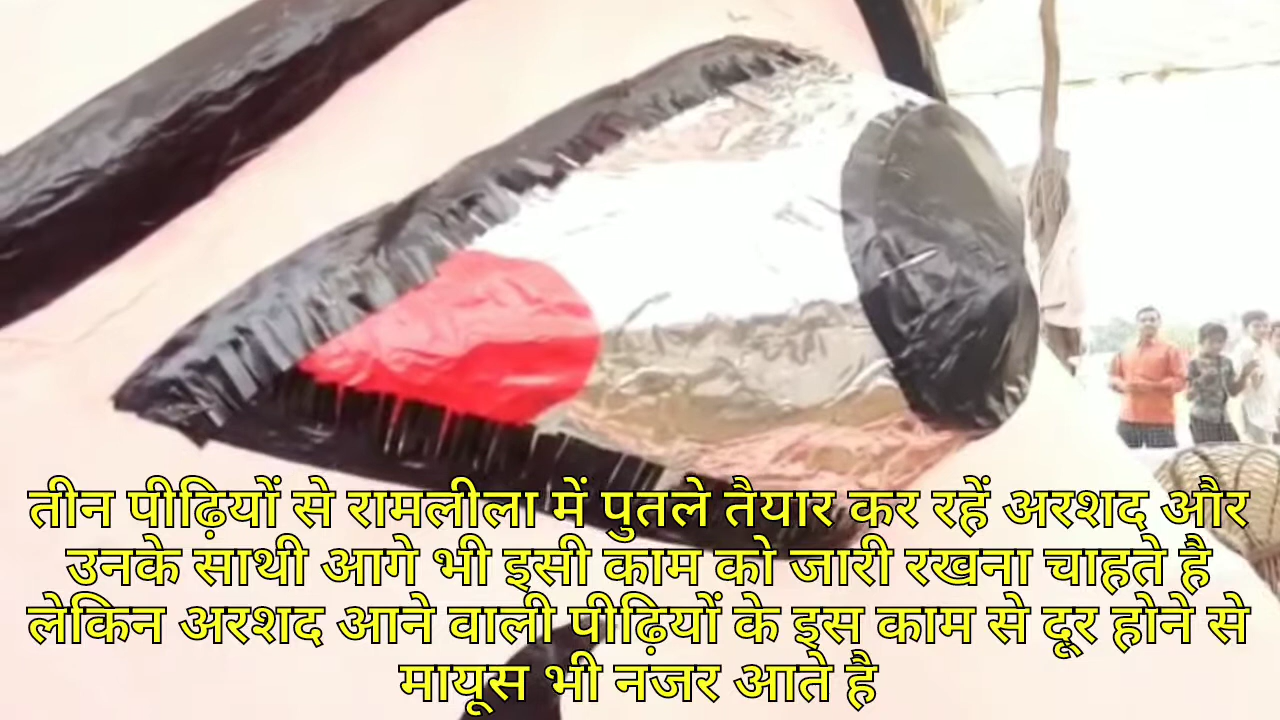 तीन पीढ़ियों से रामलीला में पुतले तैयार कर रहें अरशद और
उनके साथी आगे भी इसी काम को जारी रखना चाहते है
लेकिन अरशद आने वाली पीढ़ियों के इस काम से दूर होने से
मायूस भी नजर आते है